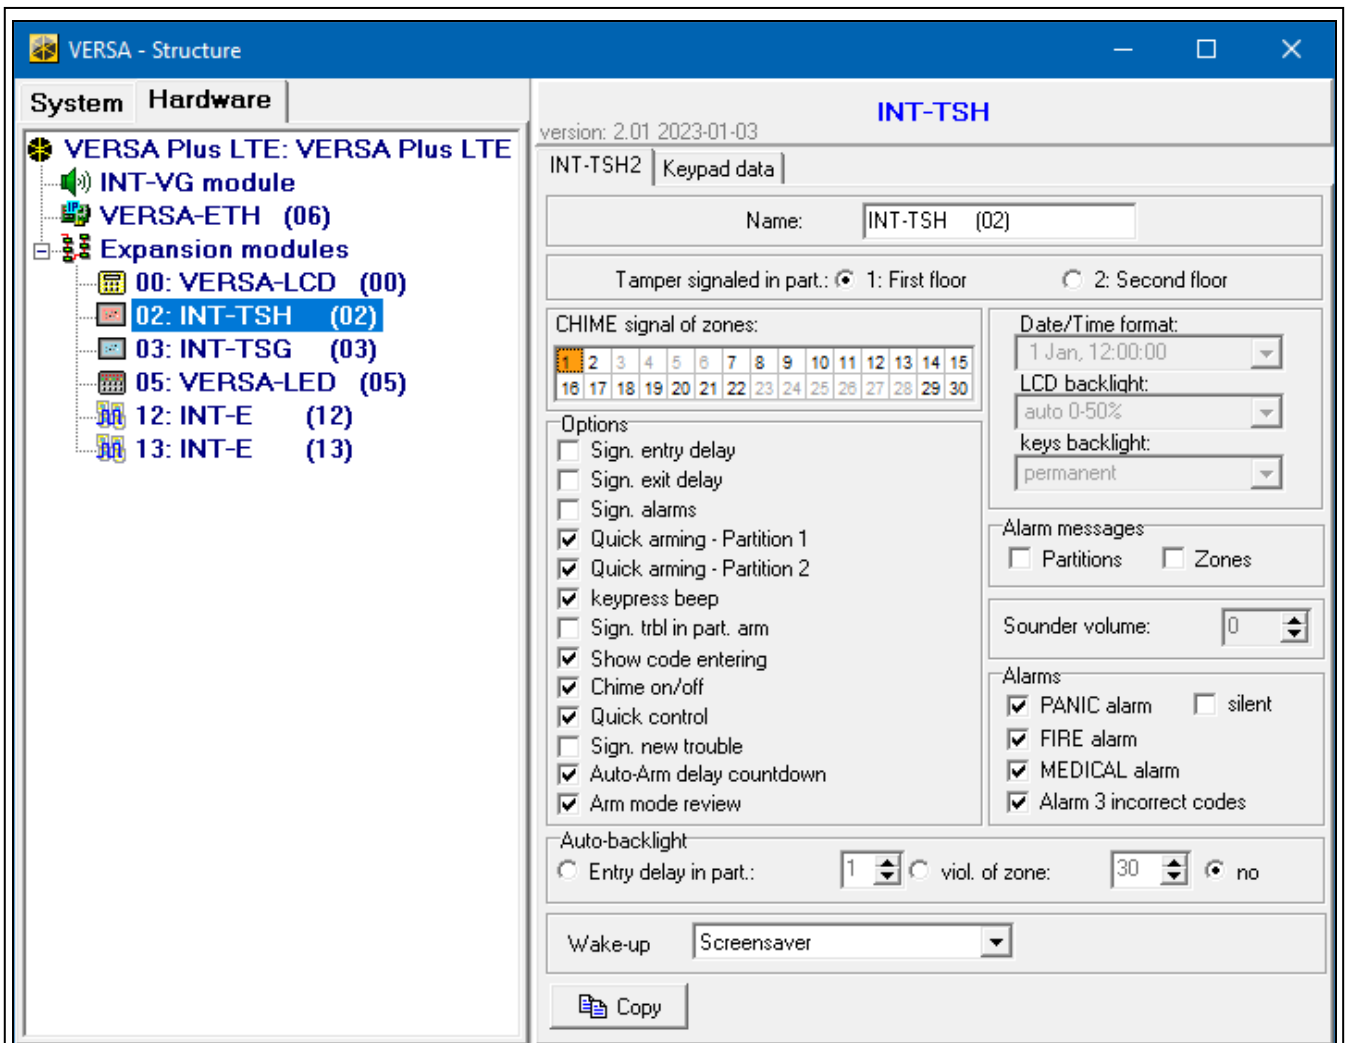 VERSA - Structure
System Hardware
VERSA Plus LTE: VERSA Plus LTE
INT-VG module
VERSA-ETH (06)
Expansion modules
00: VERSA-LCD (00)
02: INT-TSH (02)
03: INT-TSG (03)
05: VERSA-LED (05)
12: INT-E (12)
13: INT-E (13)
INT-TSH
version: 2.01 2023-01-03
INT-TSH2 Keypad data
Name: INT-TSH (02)
Tamper signaled in part.: 1: First floor 2: Second floor
CHIME signal of zones:
1 2 3 4 5 6 7 8 9 10 11 12 13 14 15
16 17 18 19 20 21 22 23 24 25 26 27 28 29 30
Options
Sign. entry delay
Sign. exit delay
Sign. alarms
Quick arming - Partition 1
Quick arming - Partition 2
keypress beep
Sign. trbl in part. arm
Show code entering
Chime on/off
Quick control
Sign. new trouble
Auto-Arm delay countdown
Arm mode review
Date/Time format:
1 Jan, 12:00:00
LCD backlight:
auto 0-50%
keys backlight:
permanent
Alarm messages
Partitions Zones
Sounder volume: 0
Alarms
PANIC alarm silent
FIRE alarm
MEDICAL alarm
Alarm 3 incorrect codes
Auto-backlight
Entry delay in part.: 1 viol. of zone: 30 no
Wake-up Screensaver
Copy